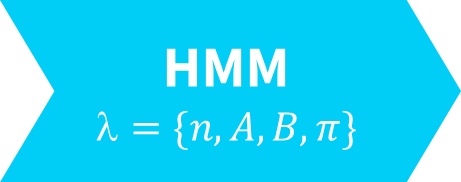 HMM
λ = {n, A, B, π}